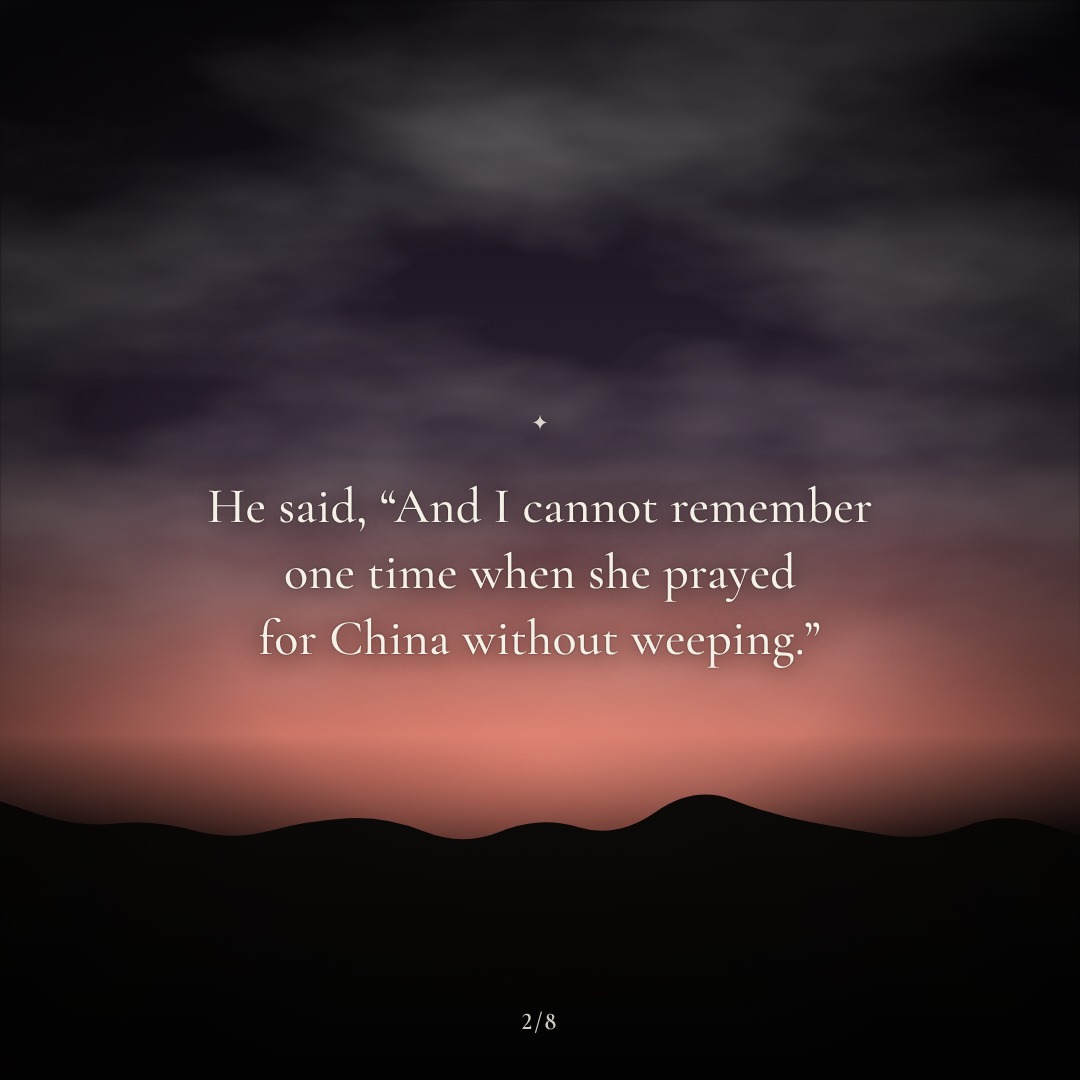 He said, “And I cannot remember
one time when she prayed
for China without weeping.”
2/8